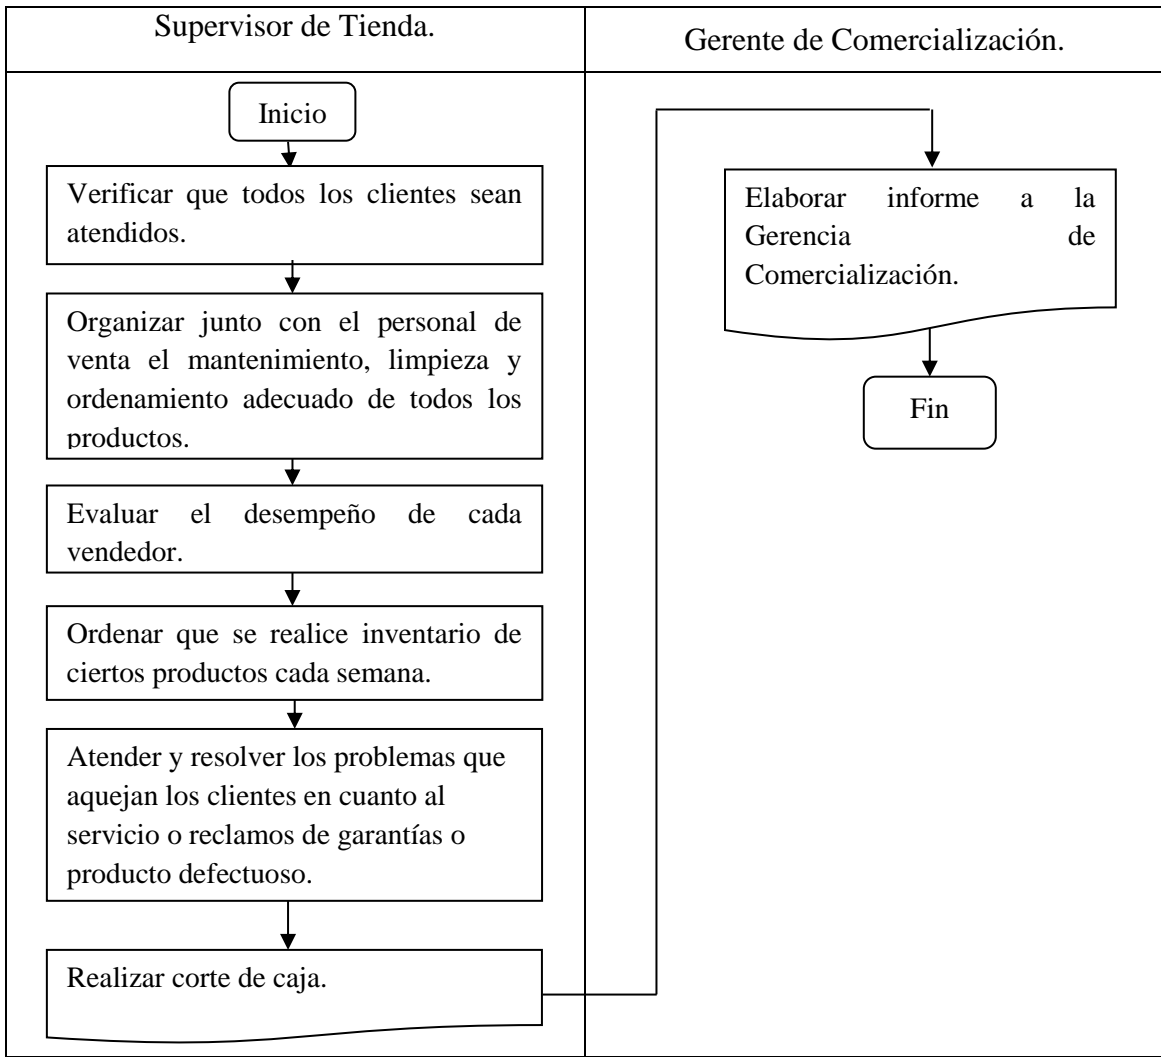 Supervisor de Tienda.
Gerente de Comercialización.
Inicio
Verificar que todos los clientes sean
atendidos.
Organizar junto con el personal de
venta el mantenimiento, limpieza y
ordenamiento adecuado de todos los
productos.
Evaluar el desempeño de cada
vendedor.
Ordenar que se realice inventario de
ciertos productos cada semana.
Atender y resolver los problemas que
aquejan los clientes en cuanto al
servicio o reclamos de garantías o
producto defectuoso.
Realizar corte de caja.
Elaborar informe a la
Gerencia de
Comercialización.
Fin